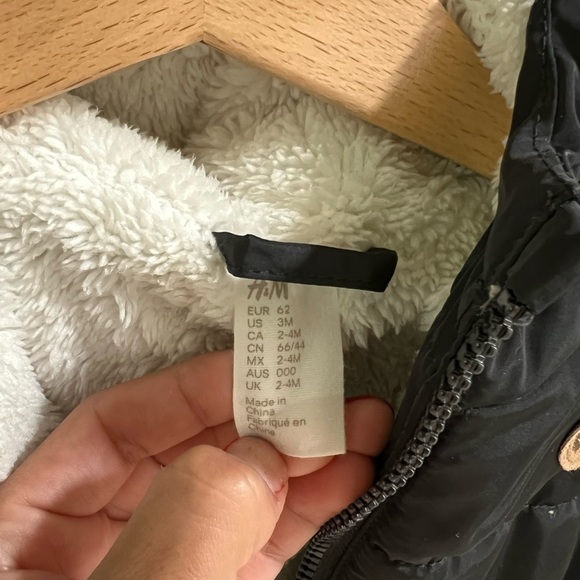 H&M
EUR 62
US 3M
CA 2-4M
CN 66/44
MX 2-4M
AUS 000
UK 2-4M
Made in
China
Fabriqué en
Chine